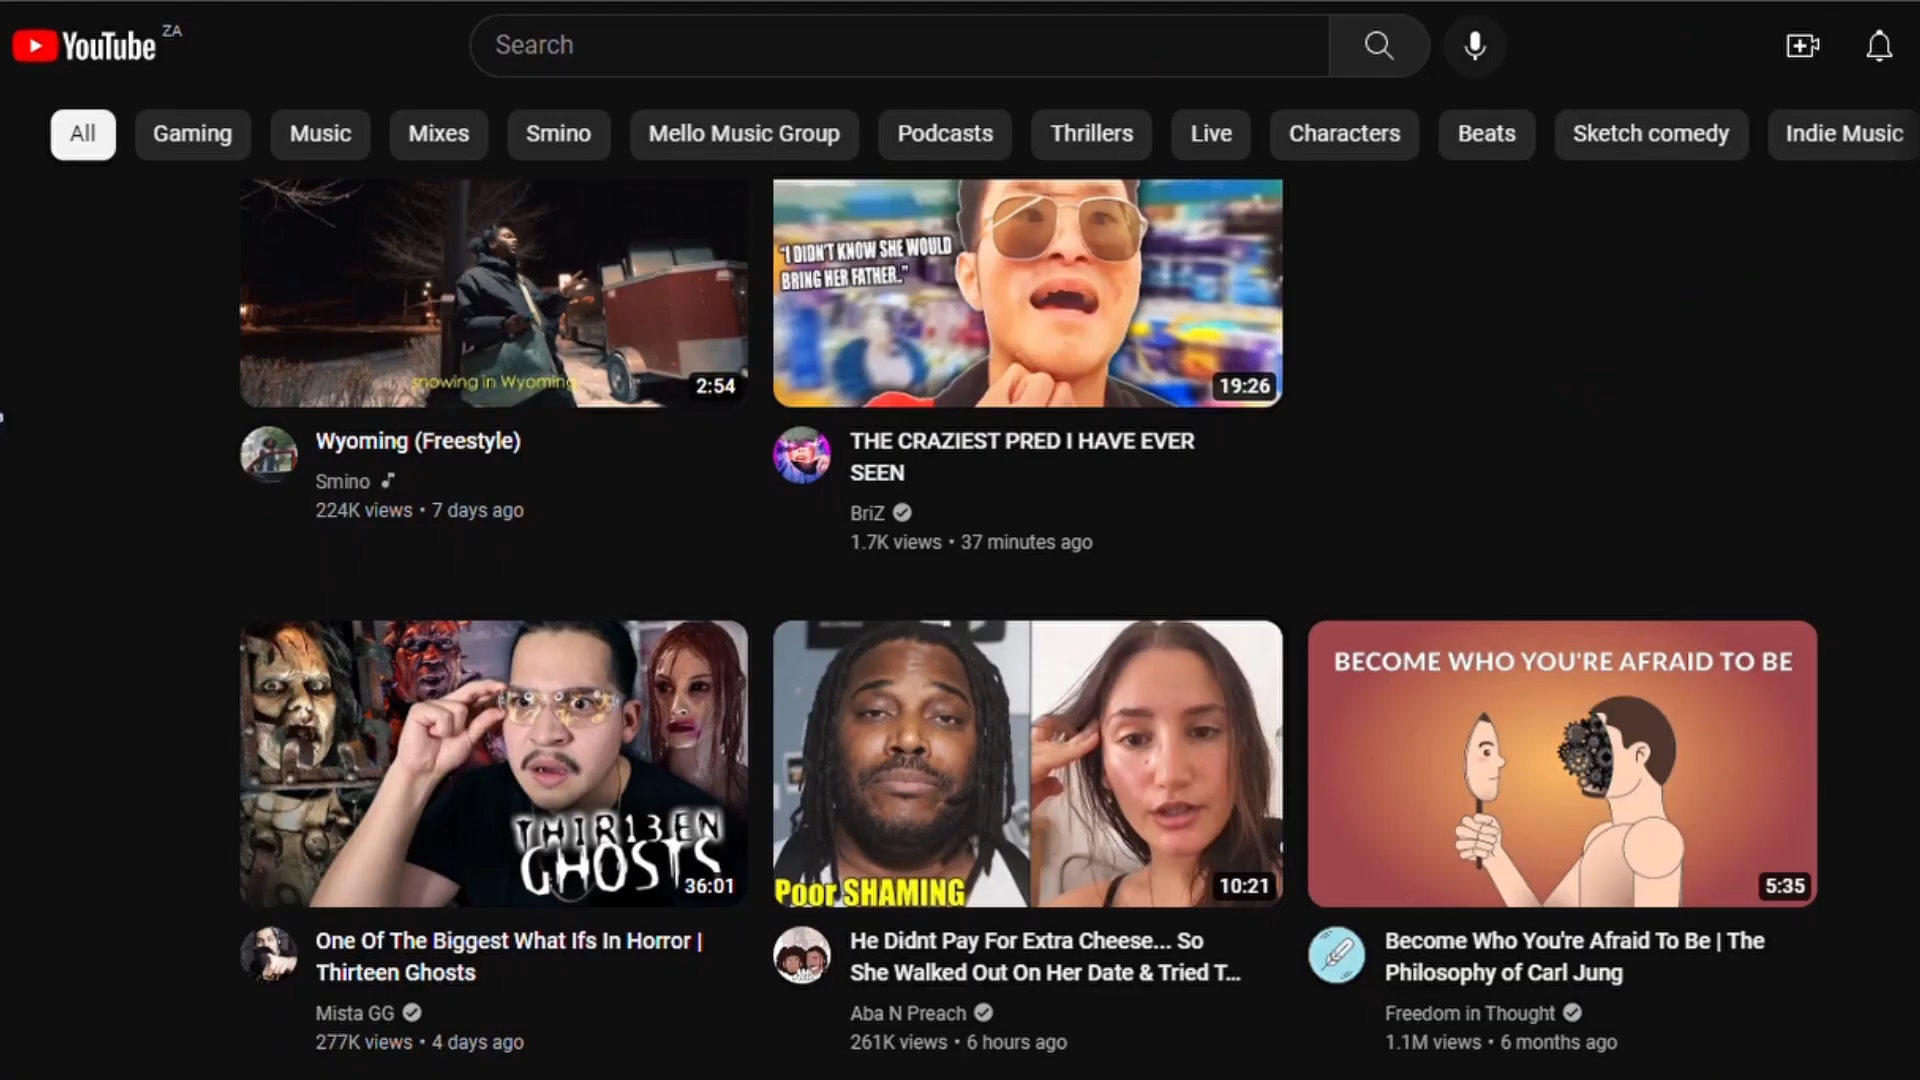 YouTube ZA
Search
All
Gaming
Music
Mixes
Smino
Mello Music Group
Podcasts
Thrillers
Live
Characters
Beats
Sketch comedy
Indie Music
snowing in Wyoming
2:54
"I DIDN'T KNOW SHE WOULD
BRING HER FATHER."
19:26
Wyoming (Freestyle)
Smino
224K views • 7 days ago
THE CRAZIEST PRED I HAVE EVER
SEEN
BriZ
1.7K views • 37 minutes ago
THIR13EN
GHOSTS
36:01
Poor SHAMING
10:21
BECOME WHO YOU'RE AFRAID TO BE
5:35
One Of The Biggest What Ifs In Horror |
Thirteen Ghosts
Mista GG
277K views • 4 days ago
He Didnt Pay For Extra Cheese... So
She Walked Out On Her Date & Tried T...
Aba N Preach
261K views • 6 hours ago
Become Who You're Afraid To Be | The
Philosophy of Carl Jung
Freedom in Thought
1.1M views • 6 months ago